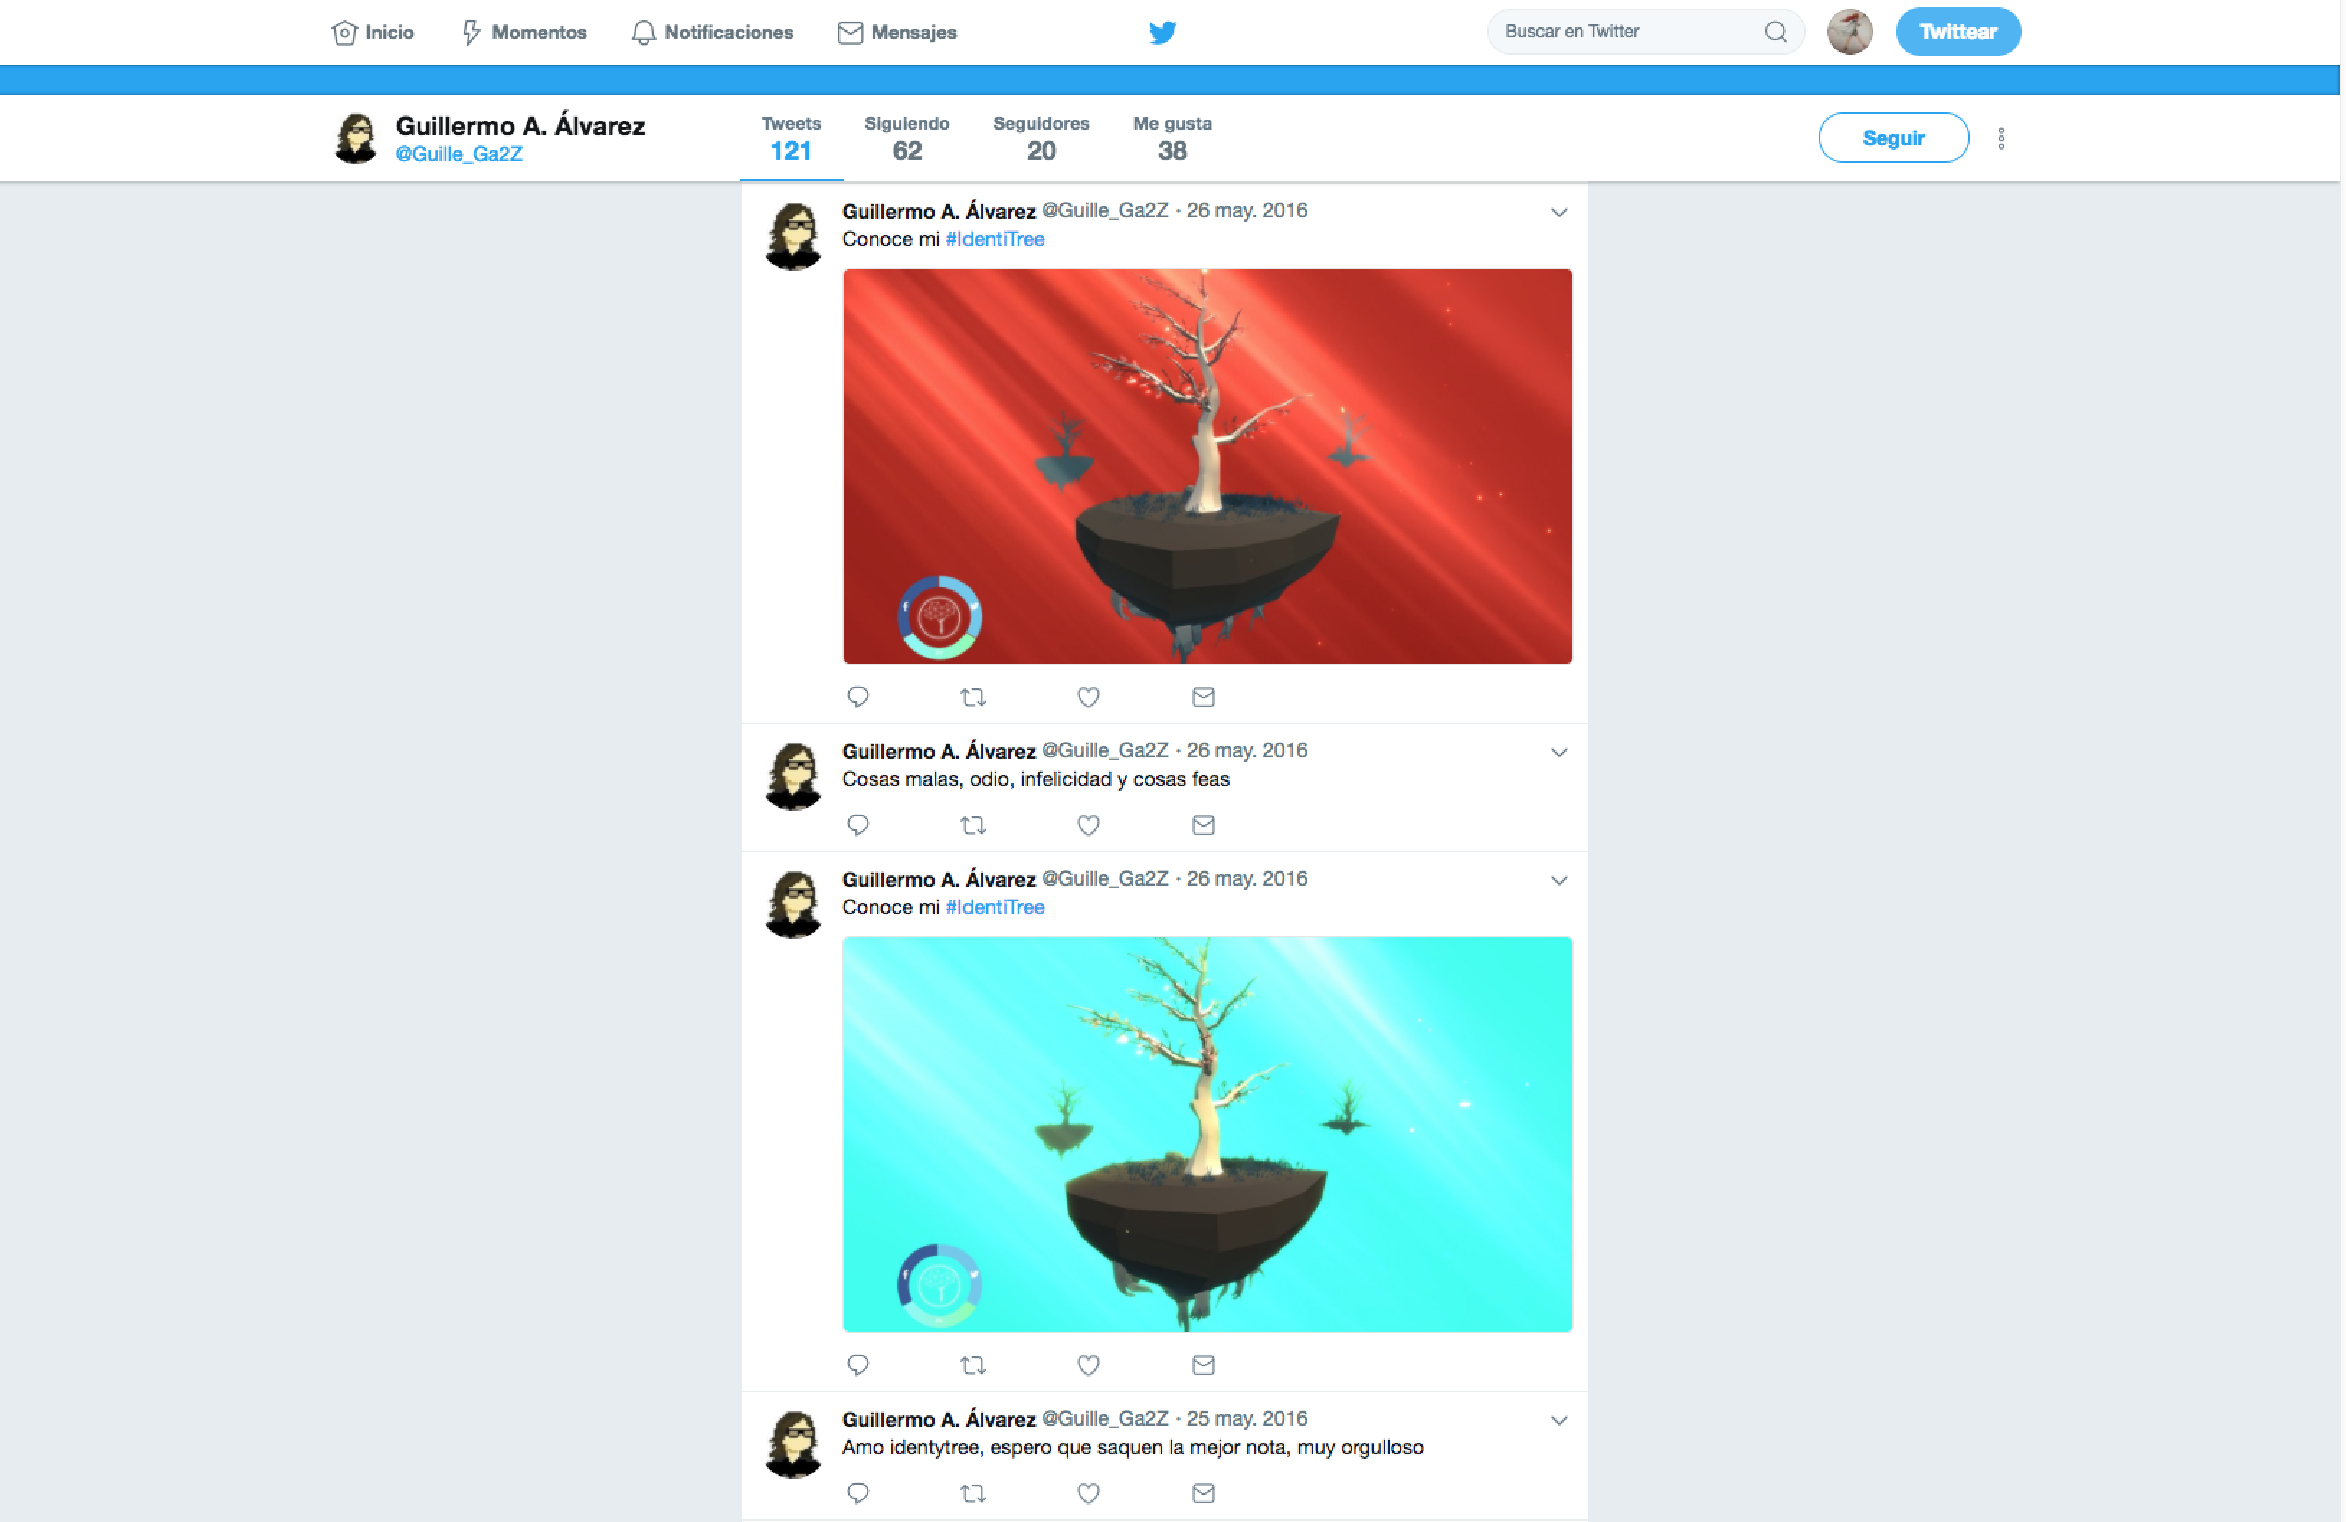 Inicio Momentos Notificaciones Mensajes Buscar en Twitter Twittear
Guillermo A. Álvarez
@Guille_Ga2Z
Tweets Siguiendo Seguidores Me gusta
121 62 20 38
Seguir
Guillermo A. Álvarez @Guille_Ga2Z · 26 may. 2016
Conoce mi #IdentiTree
Guillermo A. Álvarez @Guille_Ga2Z · 26 may. 2016
Cosas malas, odio, infelicidad y cosas feas
Guillermo A. Álvarez @Guille_Ga2Z · 26 may. 2016
Conoce mi #IdentiTree
Guillermo A. Álvarez @Guille_Ga2Z · 25 may. 2016
Amo identytree, espero que saquen la mejor nota, muy orgulloso